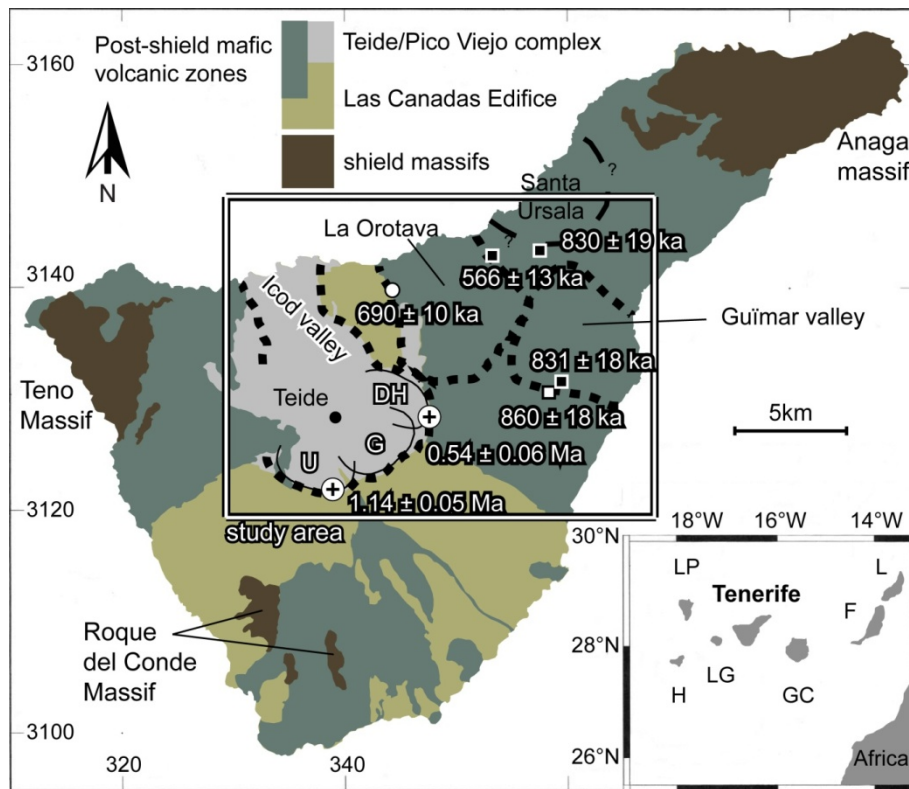 Post-shield mafic
volcanic zones
Teide/Pico Viejo complex
Las Canadas Edifice
shield massifs
N
3160
3140
3120
3100
320
340
Anaga
massif
Santa
Ursala
?
?
La Orotava
830 ± 19 ka
566 ± 13 ka
690 ± 10 ka
Icod valley
Guïmar valley
831 ± 18 ka
860 ± 18 ka
Teno
Massif
Teide
DH
G
U
0.54 ± 0.06 Ma
1.14 ± 0.05 Ma
5km
study area
Roque
del Conde
Massif
18°W
16°W
14°W
30°N
28°N
26°N
LP
Tenerife
L
F
LG
H
GC
Africa